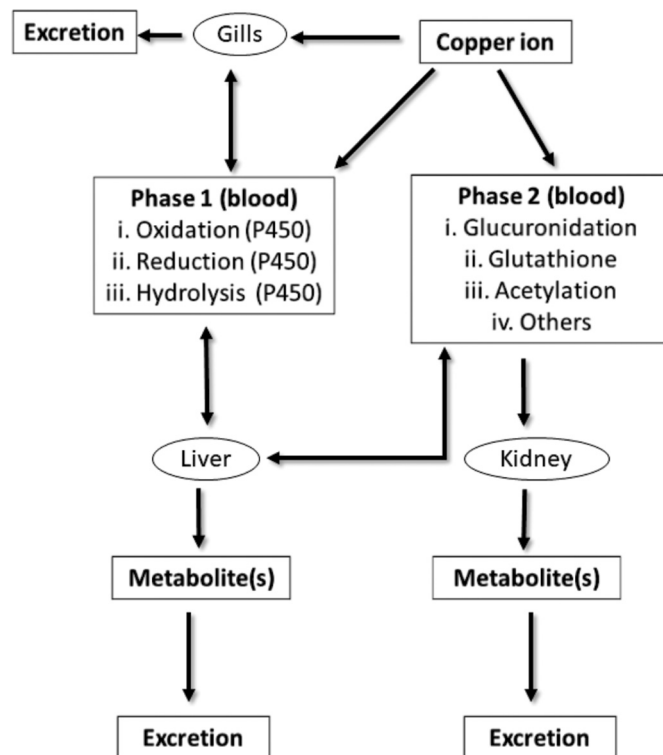 Excretion
Gills
Copper ion
Phase 1 (blood)
i. Oxidation (P450)
ii. Reduction (P450)
iii. Hydrolysis (P450)
Phase 2 (blood)
i. Glucuronidation
ii. Glutathione
iii. Acetylation
iv. Others
Liver
Kidney
Metabolite(s)
Metabolite(s)
Excretion
Excretion